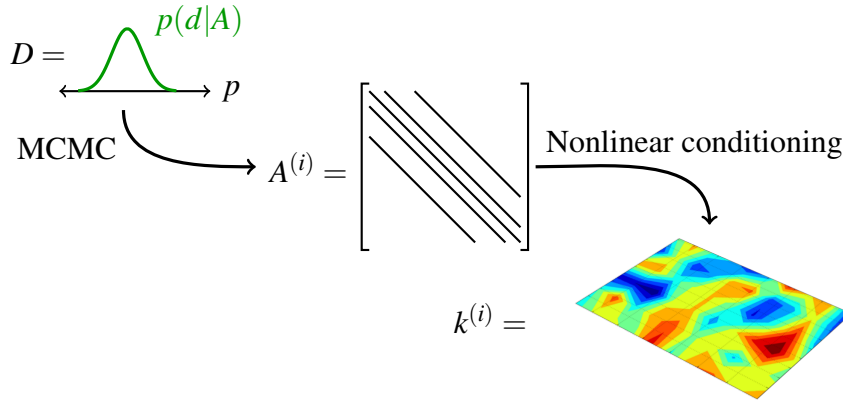 p(d|A)
D =
p
MCMC
Nonlinear conditioning
A^{(i)} =
k^{(i)} =